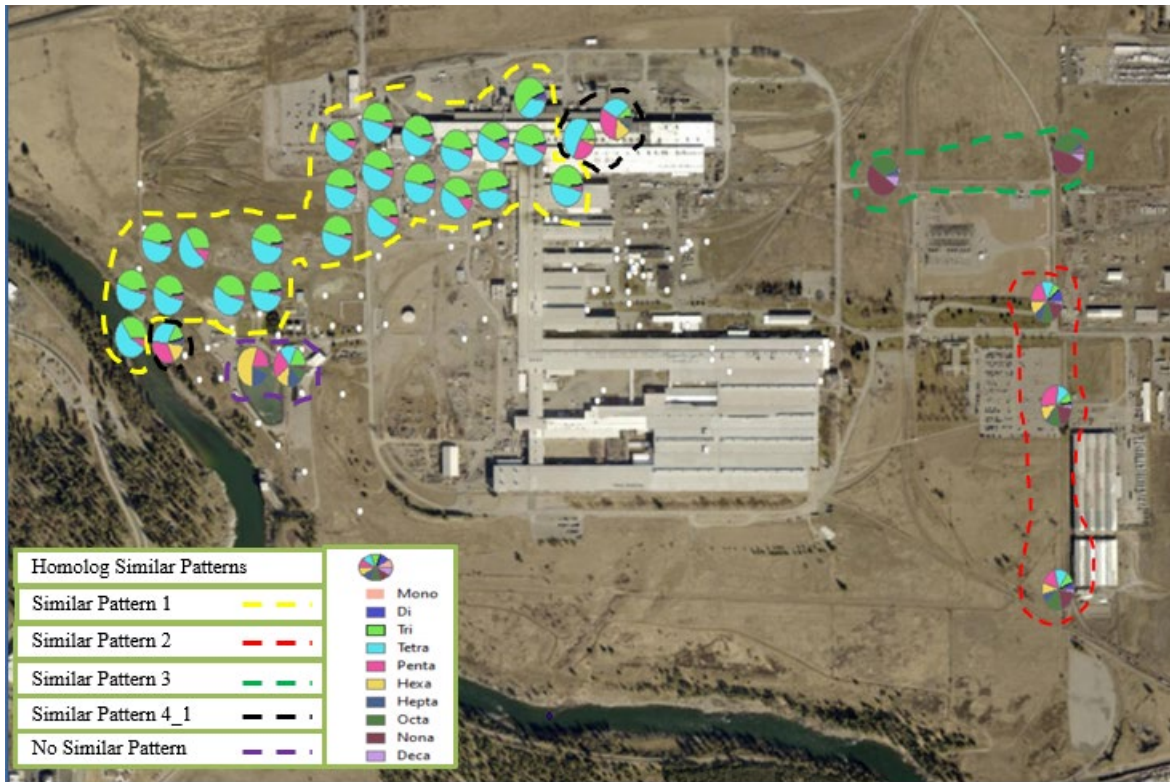 Homolog Similar Patterns
Similar Pattern 1
Similar Pattern 2
Similar Pattern 3
Similar Pattern 4_1
No Similar Pattern
Mono
Di
Tri
Tetra
Penta
Hexa
Hepta
Octa
Nona
Deca